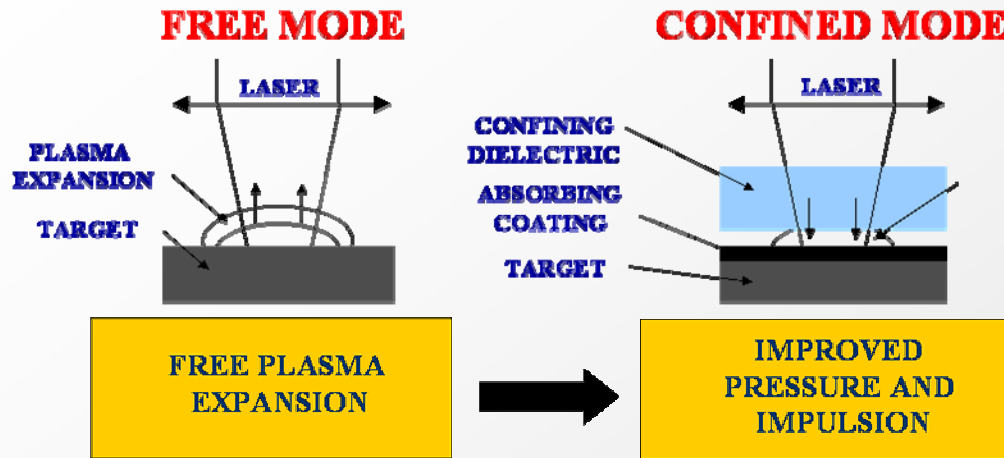 FREE MODE
LASER
PLASMA
EXPANSION
TARGET
FREE PLASMA
EXPANSION
CONFINED MODE
LASER
CONFINING
DIELECTRIC
ABSORBING
COATING
TARGET
IMPROVED
PRESSURE AND
IMPULSION